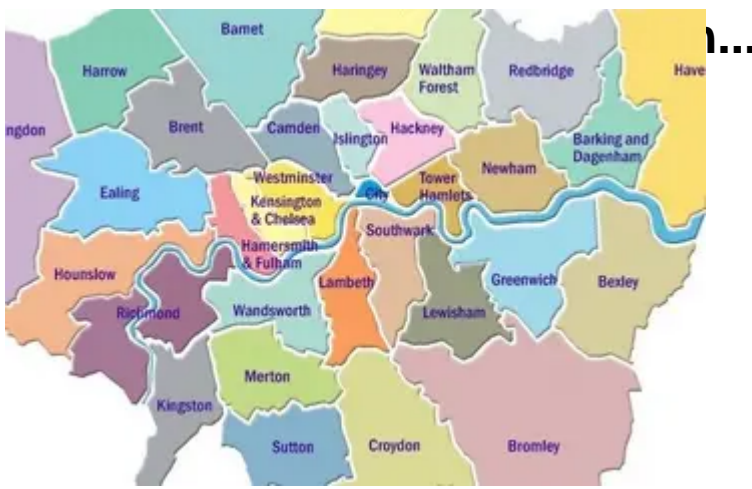 Barnet
n...
Harrow
Haringey
Waltham
Forest
Redbridge
Have
ngdon
Brent
Camden
Islington
Hackney
Barking and
Dagenham
Newham
Ealing
Westminster
City
Tower
Hamlets
Kensington
& Chelsea
Southwark
Hamersmith
& Fulham
Hounslow
Lambeth
Greenwich
Bexley
Richmond
Wandsworth
Lewisham
Merton
Kingston
Sutton
Croydon
Bromley